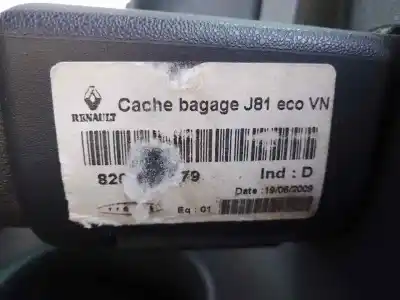 Cache bagage J81 eco VN
RENAULT
Ind : D
Date :19/06/2009
Eq : 01